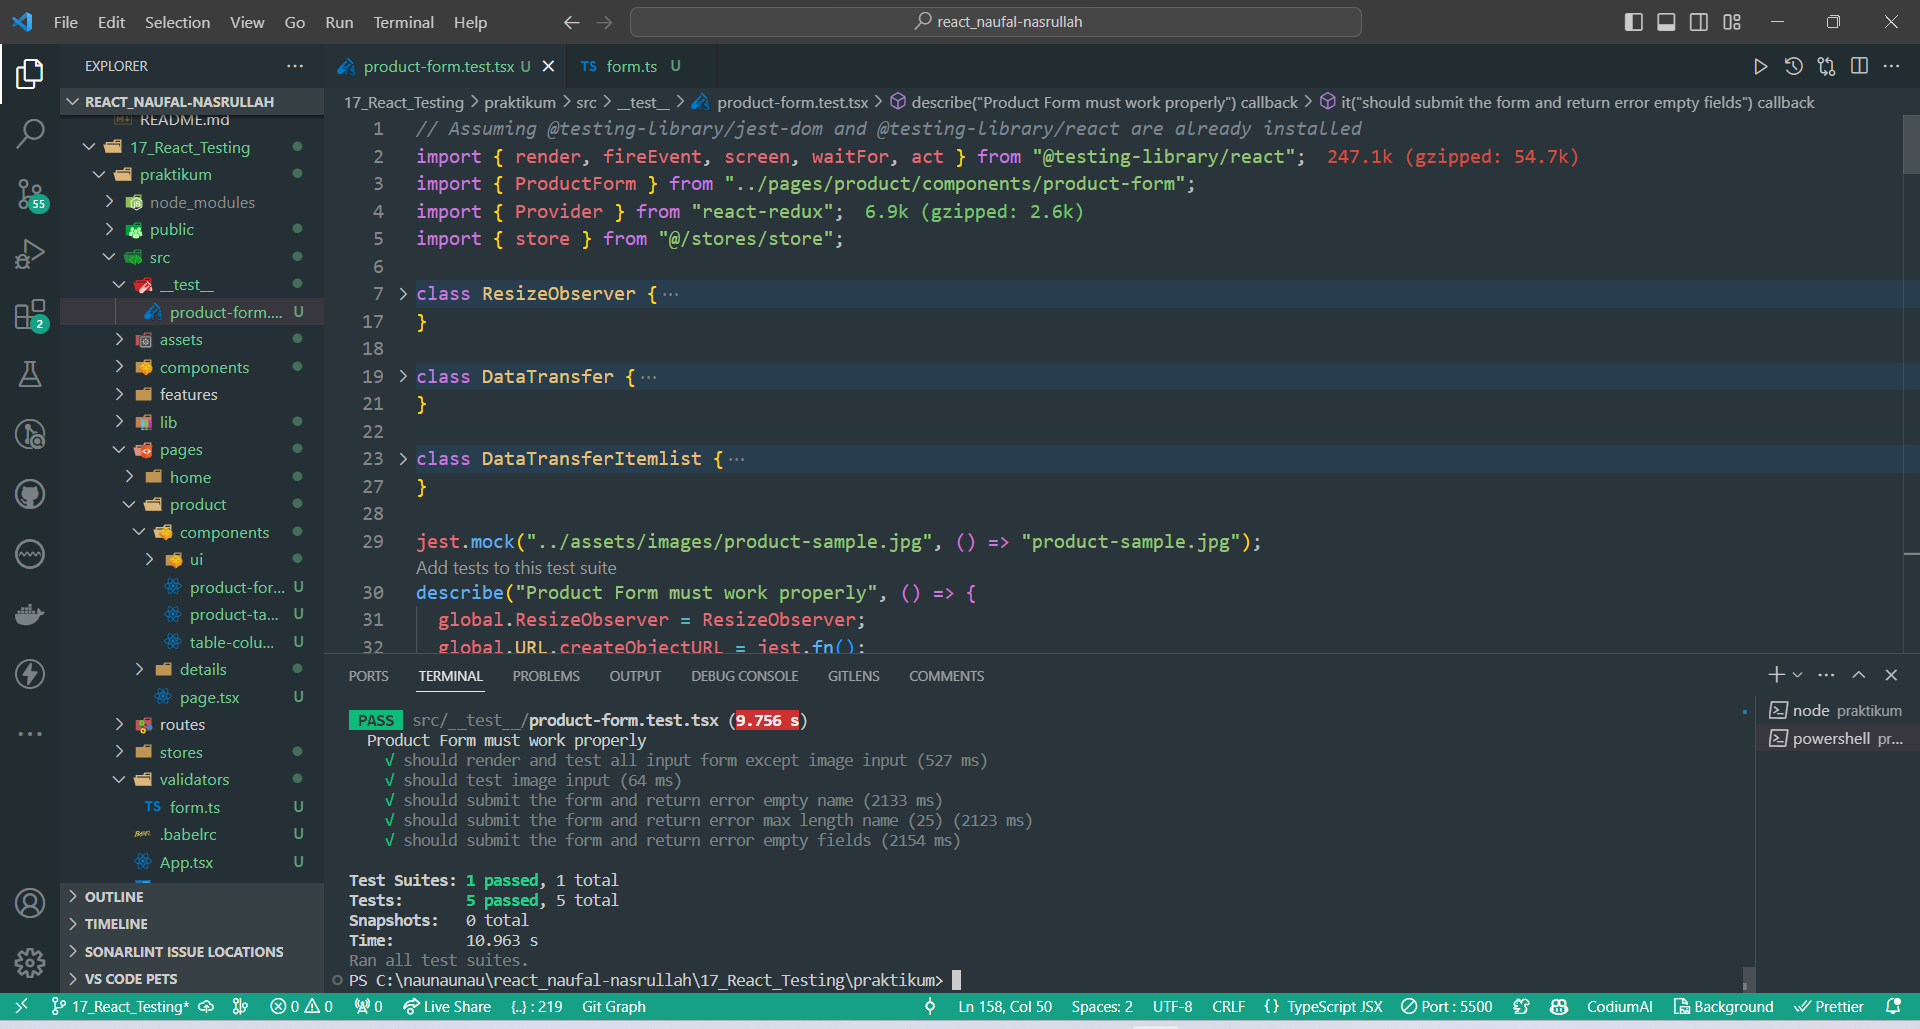 File Edit Selection View Go Run Terminal Help
react_naufal-nasrullah
EXPLORER
REACT_NAUFAL-NASRULLAH
README.md
17_React_Testing
praktikum
node_modules
public
src
__test__
product-form.... U
assets
components
features
lib
pages
home
product
components
ui
product-for... U
product-ta... U
table-colu... U
details
page.tsx U
routes
stores
validators
TS form.ts U
.babelrc U
App.tsx U
OUTLINE
TIMELINE
SONARLINT ISSUE LOCATIONS
VS CODE PETS
55
2
product-form.test.tsx U
TS form.ts U
17_React_Testing > praktikum > src > __test__ > product-form.test.tsx > describe("Product Form must work properly") callback > it("should submit the form and return error empty fields") callback
1 // Assuming @testing-library/jest-dom and @testing-library/react are already installed
2 import { render, fireEvent, screen, waitFor, act } from "@testing-library/react"; 247.1k (gzipped: 54.7k)
3 import { ProductForm } from "../pages/product/components/product-form";
4 import { Provider } from "react-redux"; 6.9k (gzipped: 2.6k)
5 import { store } from "@/stores/store";
6
7 class ResizeObserver {···
17 }
18
19 class DataTransfer {···
21 }
22
23 class DataTransferItemlist {···
27 }
28
29 jest.mock("../assets/images/product-sample.jpg", () => "product-sample.jpg");
Add tests to this test suite
30 describe("Product Form must work properly", () => {
31 global.ResizeObserver = ResizeObserver;
32 global.URL.createObjectURL = jest.fn();
PORTS TERMINAL PROBLEMS OUTPUT DEBUG CONSOLE GITLENS COMMENTS
PASS src/__test__/product-form.test.tsx (9.756 s)
Product Form must work properly
√ should render and test all input form except image input (527 ms)
√ should test image input (64 ms)
√ should submit the form and return error empty name (2133 ms)
√ should submit the form and return error max length name (25) (2123 ms)
√ should submit the form and return error empty fields (2154 ms)
Test Suites: 1 passed, 1 total
Tests: 5 passed, 5 total
Snapshots: 0 total
Time: 10.963 s
Ran all test suites.
PS C:\naunaunau\react_naufal-nasrullah\17_React_Testing\praktikum>
node praktikum
powershell pr...
17_React_Testing* 0 0 0 Live Share {..} : 219 Git Graph
Ln 158, Col 50 Spaces: 2 UTF-8 CRLF {} TypeScript JSX Port : 5500 CodiumAI Background Prettier